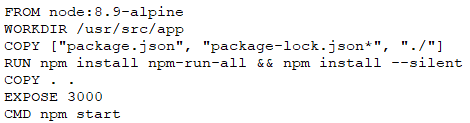 FROM node:8.9-alpine
WORKDIR /usr/src/app
COPY ["package.json", "package-lock.json*", "./"]
RUN npm install npm-run-all && npm install --silent
COPY . .
EXPOSE 3000
CMD npm start